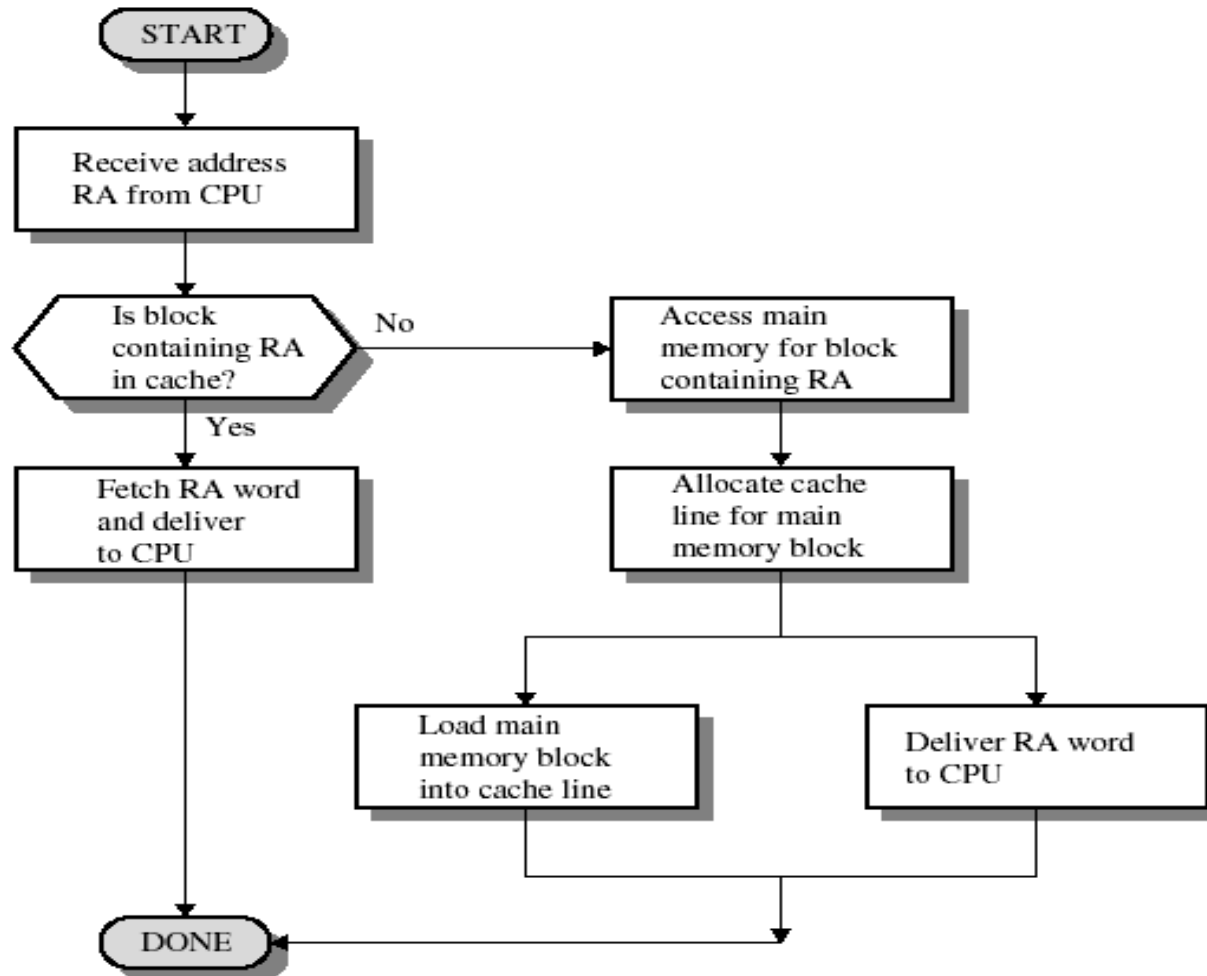 START
Receive address
RA from CPU
Is block
containing RA
in cache?
No
Access main
memory for block
containing RA
Yes
Fetch RA word
and deliver
to CPU
Allocate cache
line for main
memory block
Load main
memory block
into cache line
Deliver RA word
to CPU
DONE